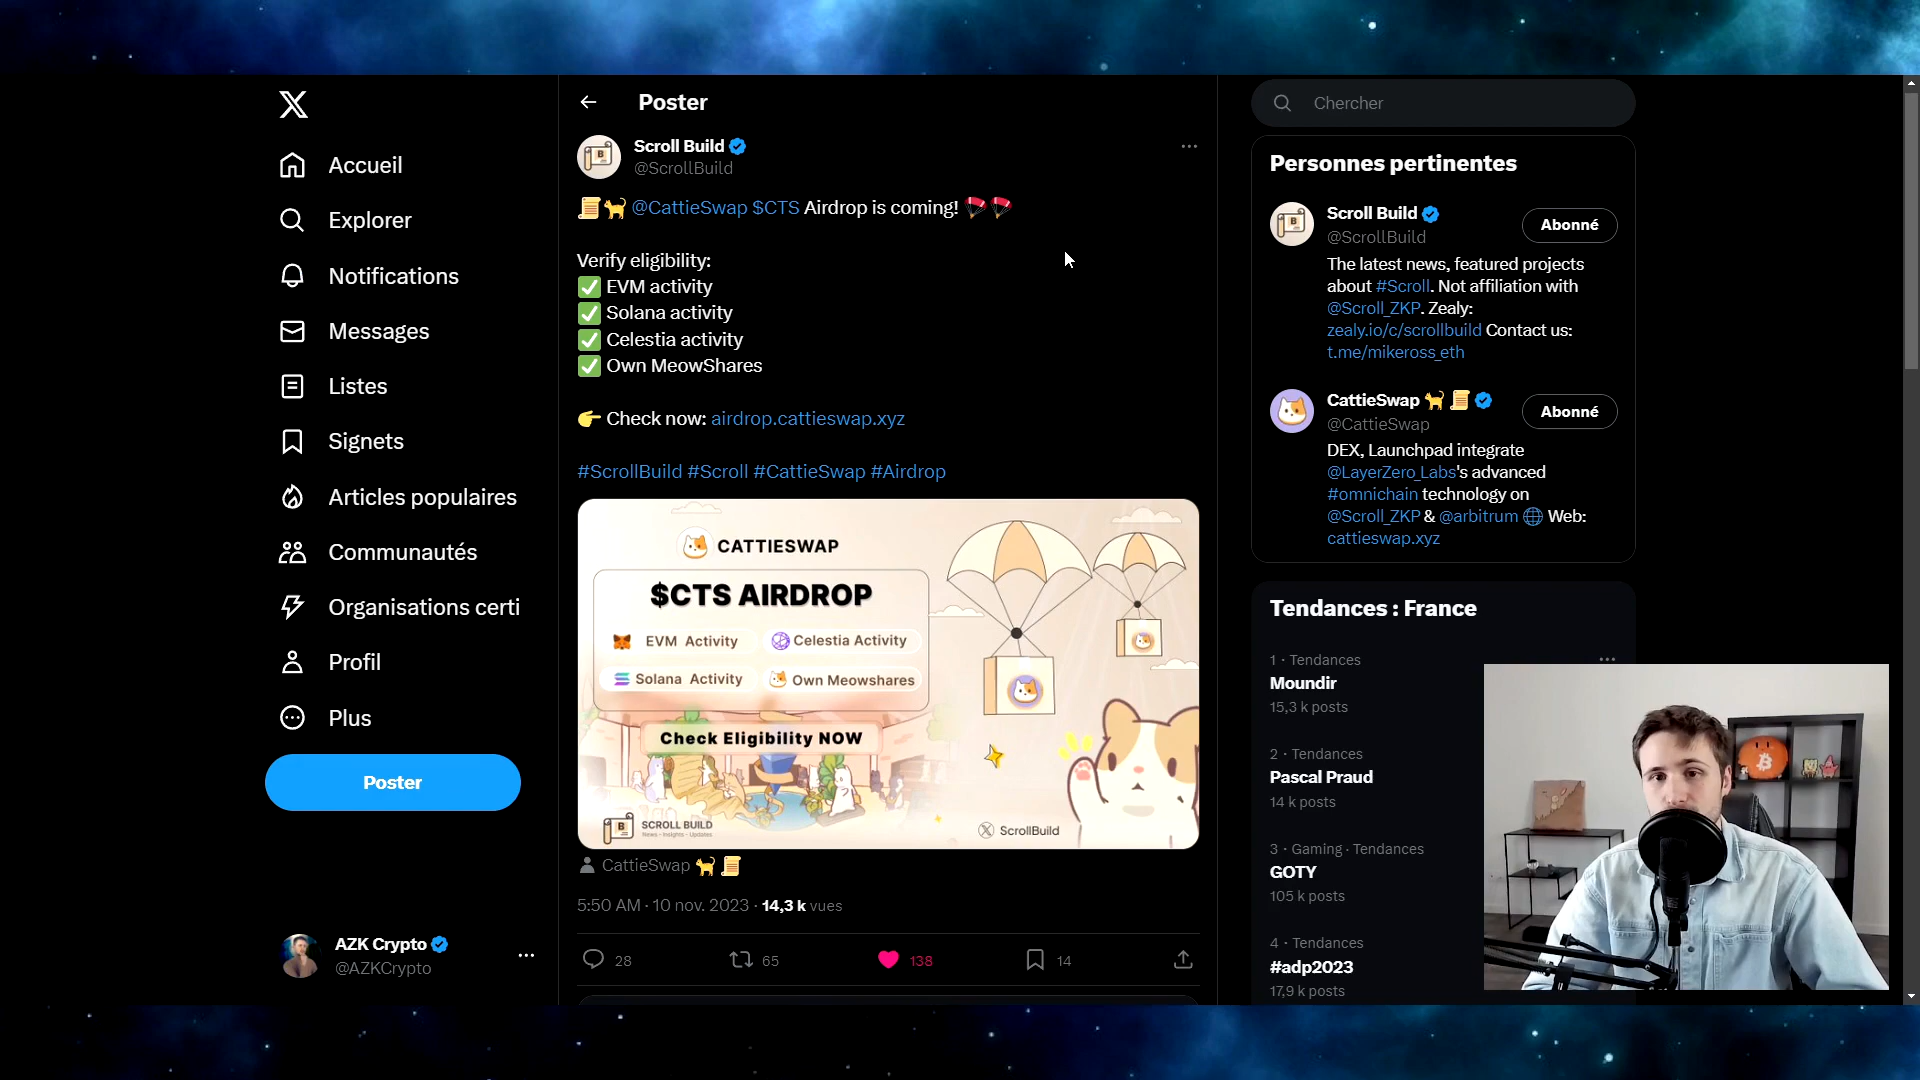 Accueil
Explorer
Notifications
Messages
Listes
Signets
Articles populaires
Communautés
Organisations certi
Profil
Plus
Poster
AZK Crypto
@AZKCrypto
Poster
Scroll Build
@ScrollBuild
@CattieSwap $CTS Airdrop is coming!
Verify eligibility:
EVM activity
Solana activity
Celestia activity
Own MeowShares
Check now: airdrop.cattieswap.xyz
#ScrollBuild #Scroll #CattieSwap #Airdrop
CATTIESWAP
$CTS AIRDROP
EVM Activity
Celestia Activity
Solana Activity
Own Meowshares
Check Eligibility NOW
B SCROLL BUILD
News - Insights - Updates
ScrollBuild
CattieSwap
5:50 AM · 10 nov. 2023 · 14,3 k vues
28
65
138
14
Chercher
Personnes pertinentes
Scroll Build
@ScrollBuild
Abonné
The latest news, featured projects
about #Scroll. Not affiliation with
@Scroll_ZKP. Zealy:
zealy.io/c/scrollbuild Contact us:
t.me/mikeross_eth
CattieSwap
@CattieSwap
Abonné
DEX, Launchpad integrate
@LayerZero_Labs's advanced
#omnichain technology on
@Scroll_ZKP & @arbitrum Web:
cattieswap.xyz
Tendances : France
1 · Tendances
Moundir
15,3 k posts
2 · Tendances
Pascal Praud
14 k posts
3 · Gaming · Tendances
GOTY
105 k posts
4 · Tendances
#adp2023
17,9 k posts